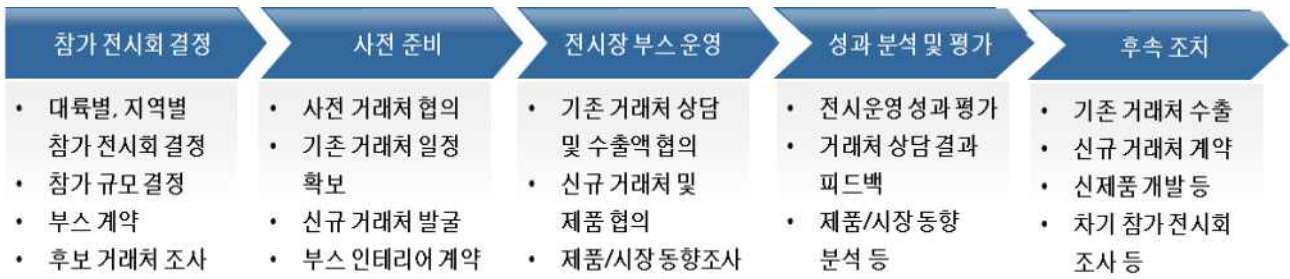 참가 전시회 결정
사전 준비
전시장 부스 운영
성과 분석 및 평가
후속 조치
• 대륙별, 지역별
참가 전시회 결정
• 참가 규모 결정
• 부스 계약
• 후보 거래처 조사
• 사전 거래처 협의
• 기존 거래처 일정
확보
• 신규 거래처 발굴
• 부스 인테리어 계약
• 기존 거래처 상담
및 수출액 협의
• 신규 거래처 및
제품 협의
• 제품/시장 동향조사
• 전시운영 성과 평가
• 거래처 상담 결과
피드백
• 제품/시장 동향
분석 등
• 기존 거래처 수출
• 신규 거래처 계약
• 신제품 개발 등
• 차기 참가 전시회
조사 등